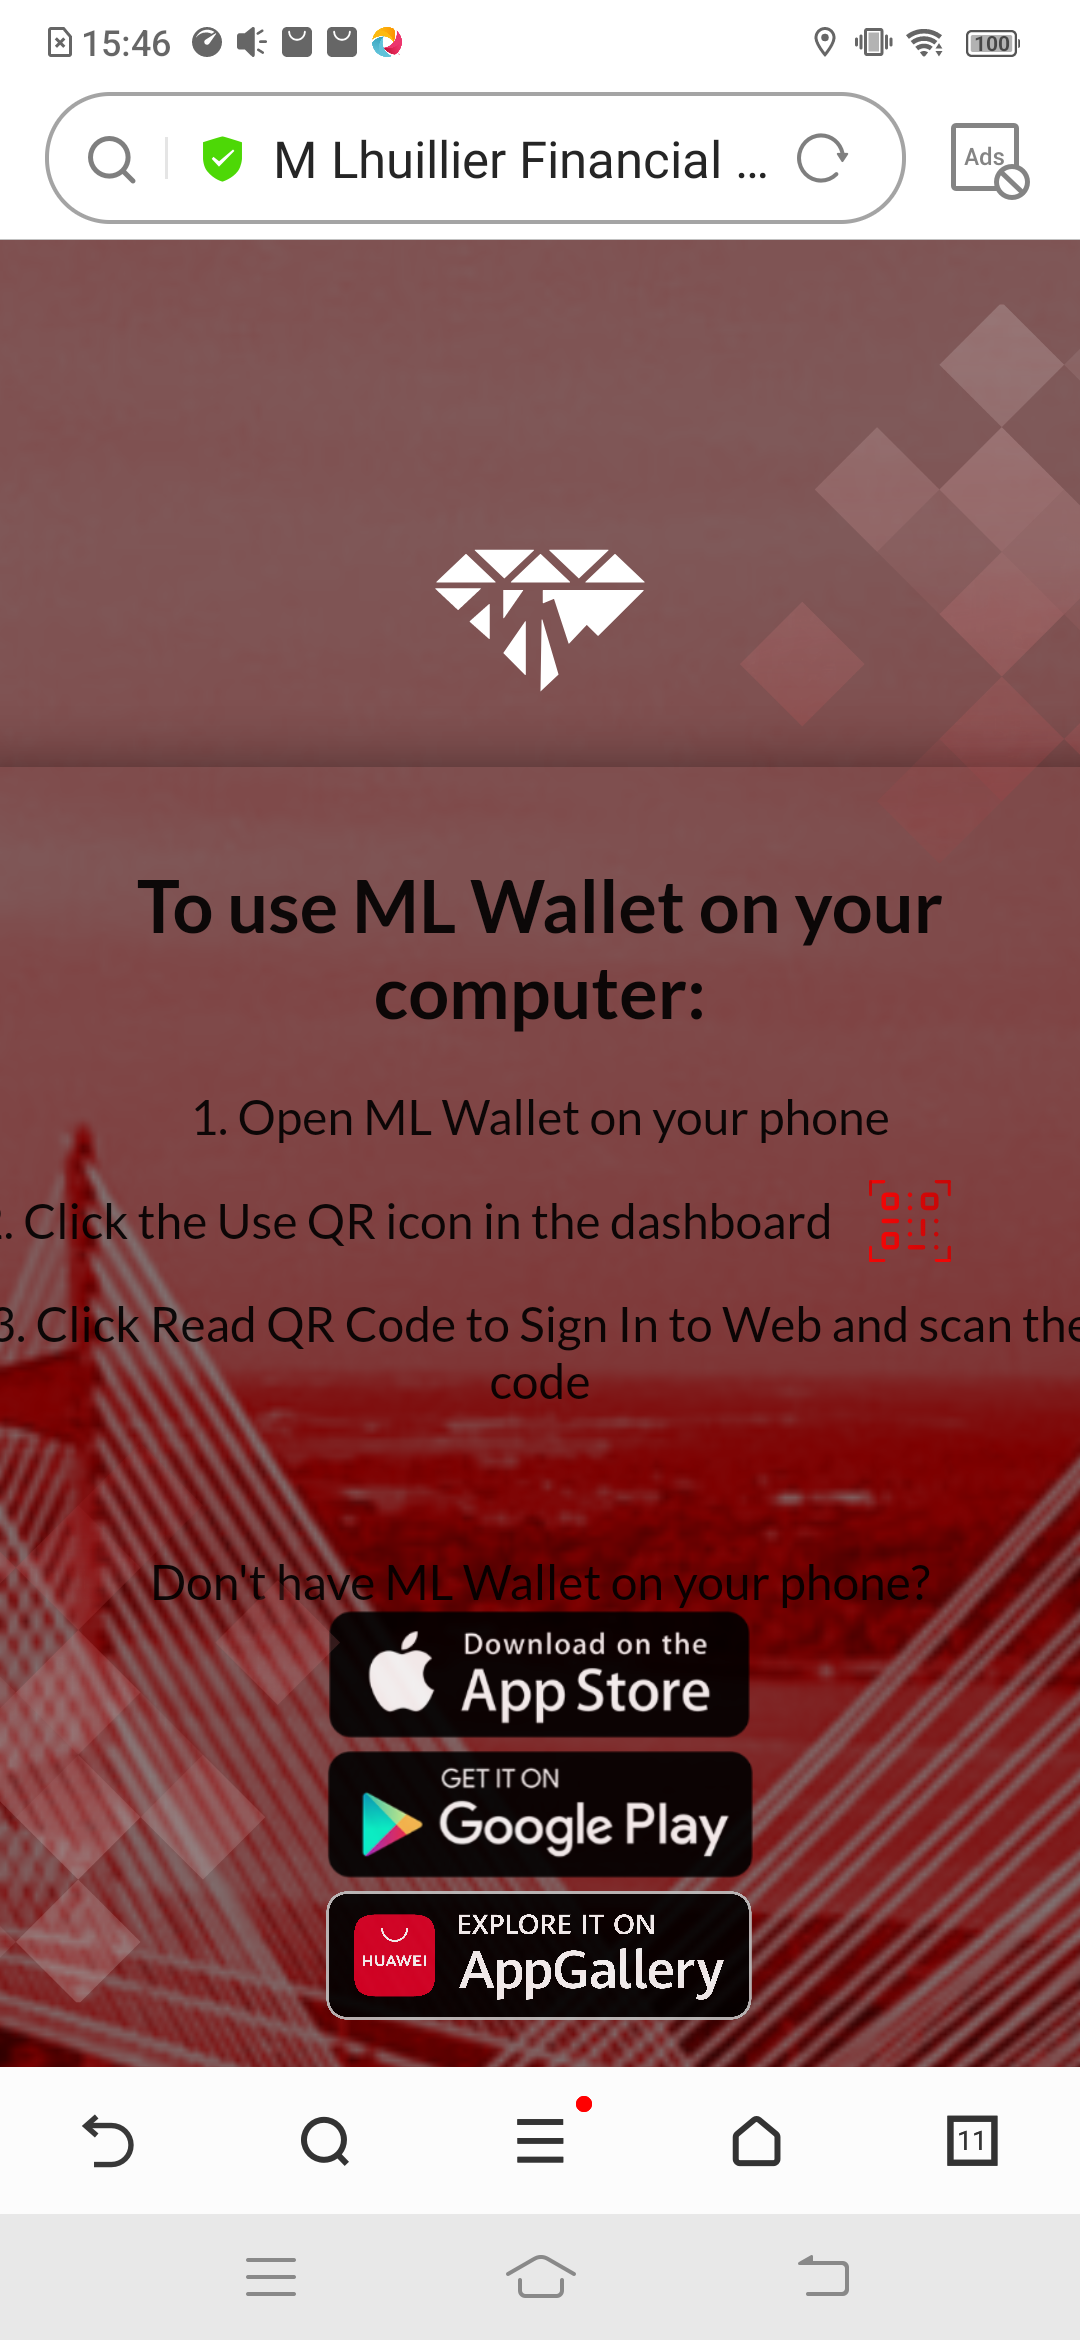 15:46
100
M Lhuillier Financial ...
Ads
To use ML Wallet on your
computer:
1. Open ML Wallet on your phone
2. Click the Use QR icon in the dashboard
3. Click Read QR Code to Sign In to Web and scan the
code
Don't have ML Wallet on your phone?
Download on the
App Store
GET IT ON
Google Play
HUAWEI
EXPLORE IT ON
AppGallery
11